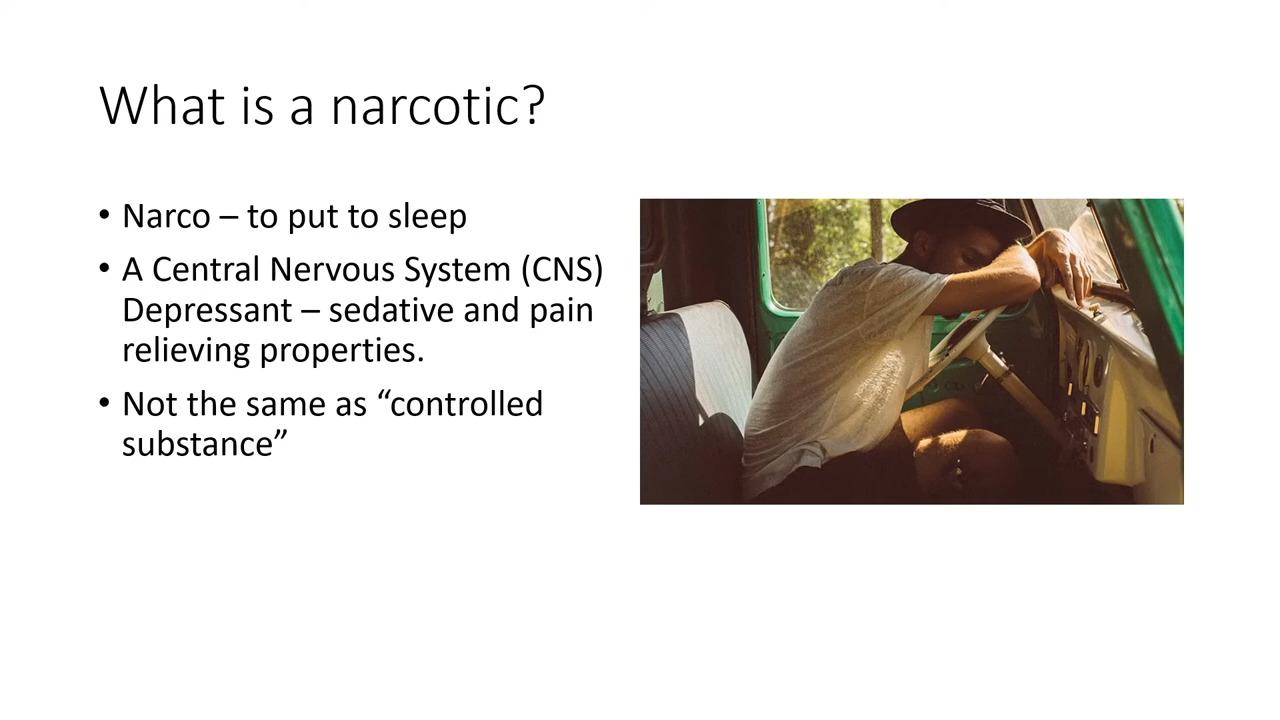 What is a narcotic?
• Narco – to put to sleep
• A Central Nervous System (CNS)
Depressant – sedative and pain
relieving properties.
• Not the same as “controlled
substance”